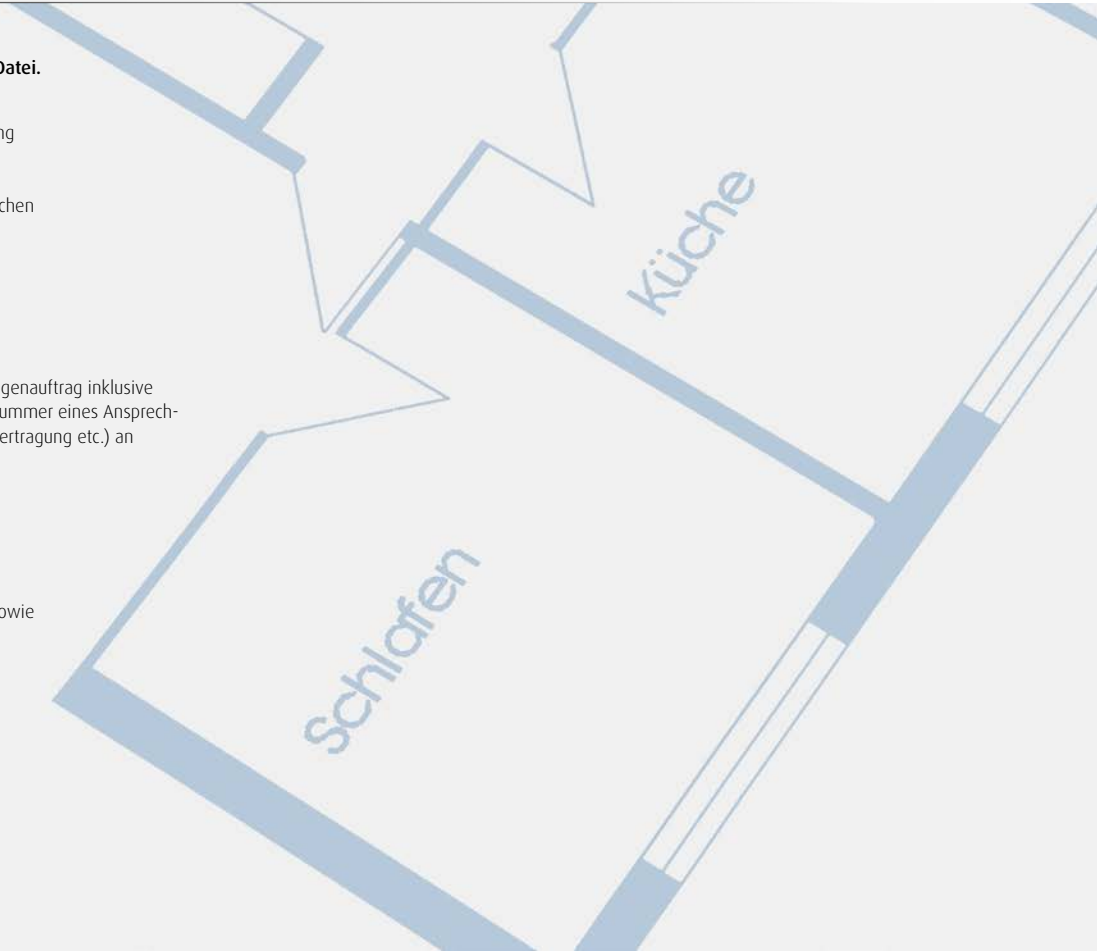 Datei.
ng
chen
genauftrag inklusive
ummer eines Ansprech-
ertragung etc.) an
owie
Küche
Schlafen